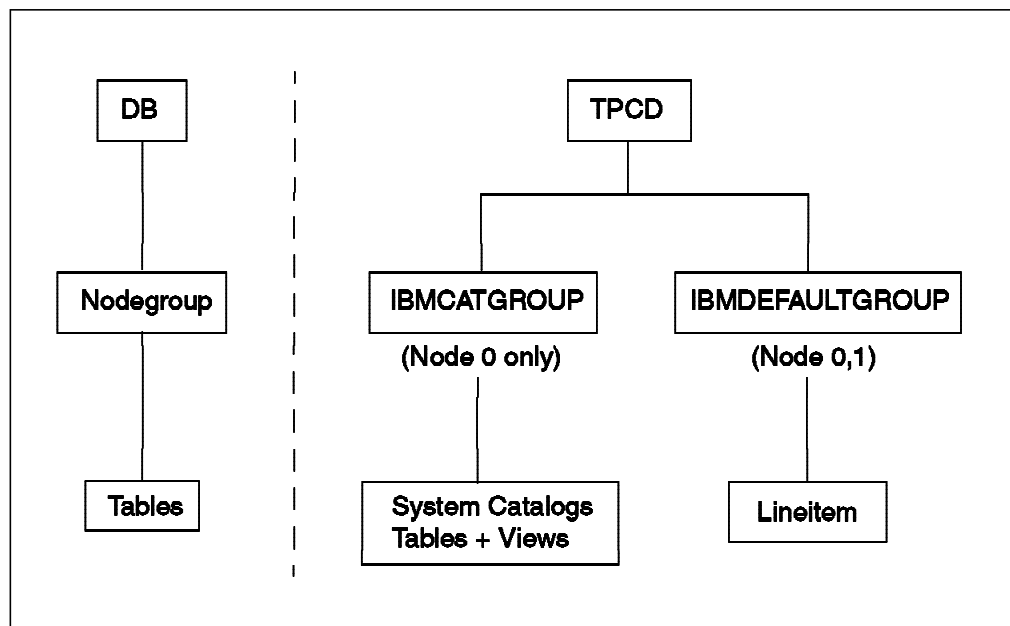 DB
TPCD
Nodegroup
IBMCATGROUP
IBMDEFAULTGROUP
(Node 0 only)
(Node 0,1)
Tables
System Catalogs
Tables + Views
Lineitem